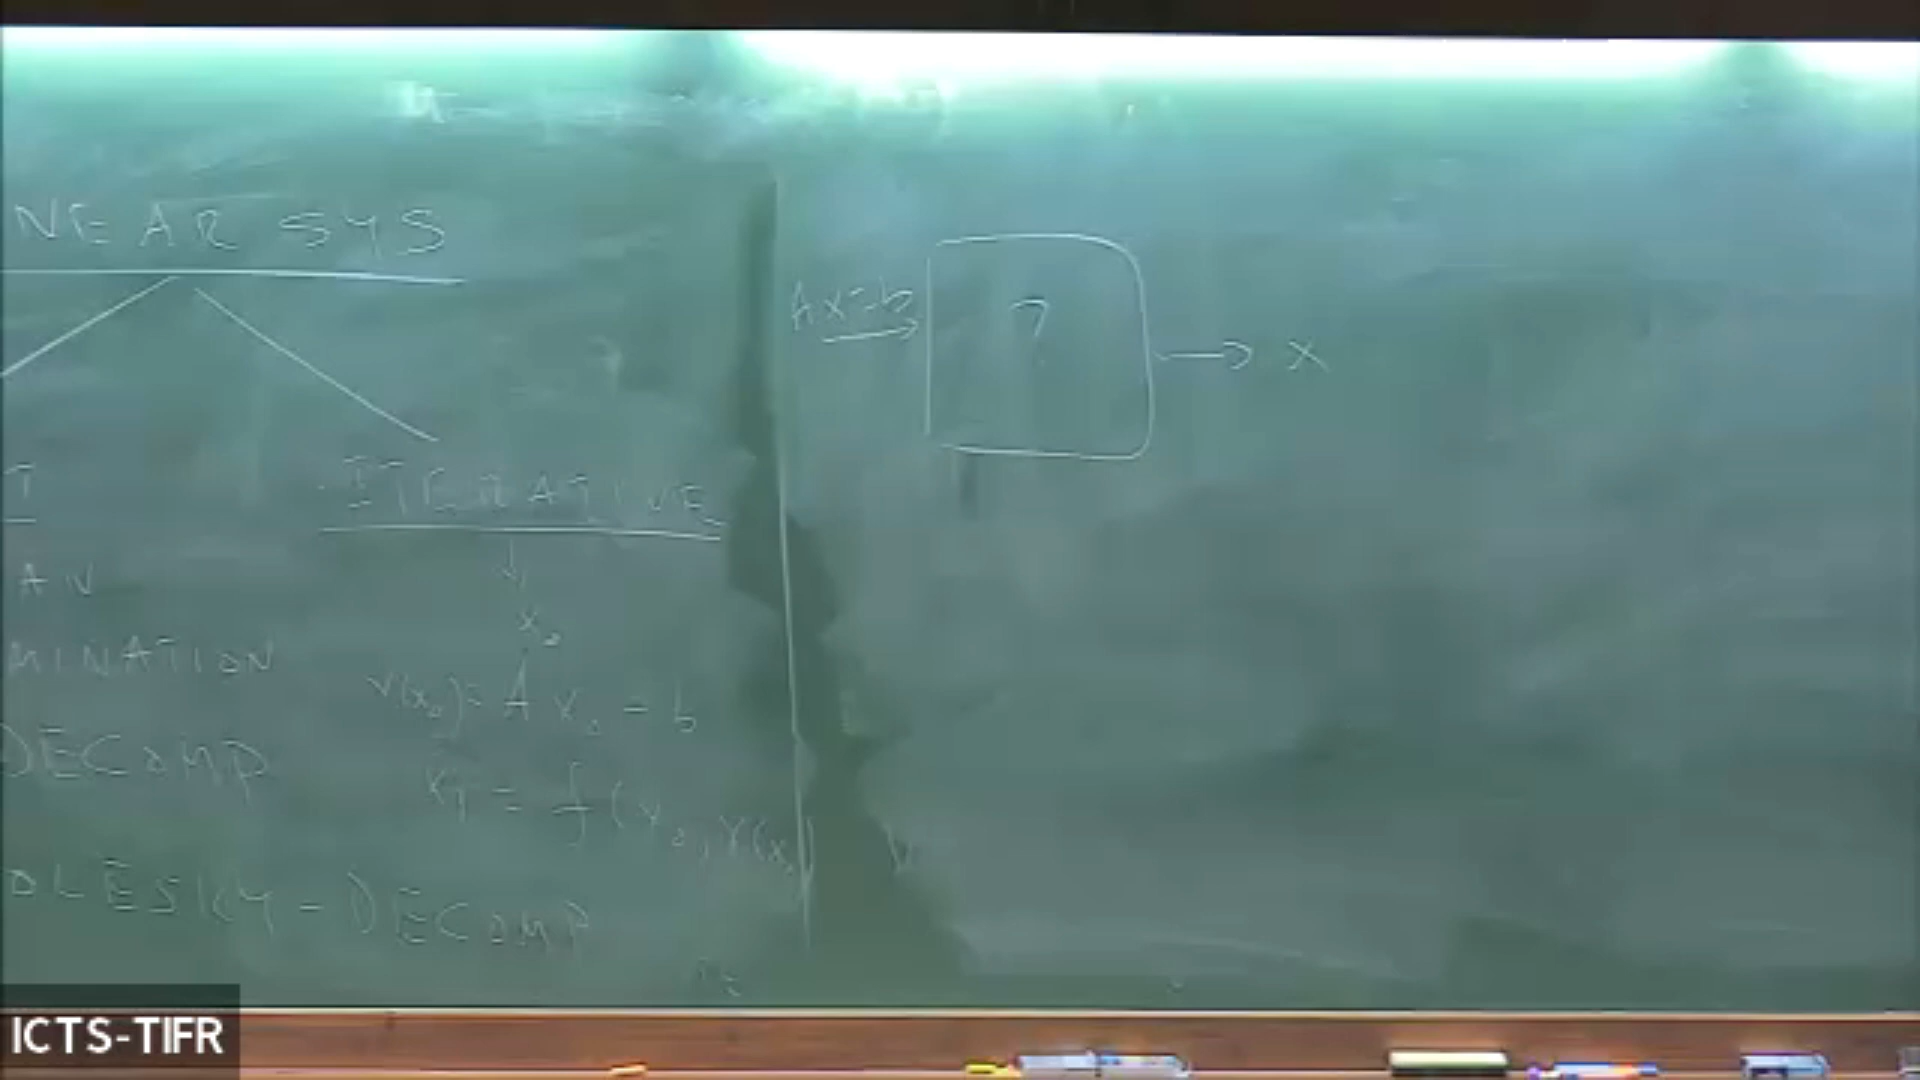 NEAR SYS
Ax=b
?
→ x
T
ITERATIVE
AN
x₀
MINATION
r(x₀)= A x₀ - b
DECOMP
x₁ = f(x₀, r(x₀)
OLESKY-DECOMP
ICTS-TIFR